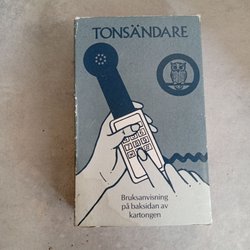 TONSÄNDARE
Bruksanvisning
på baksidan av
kartongen